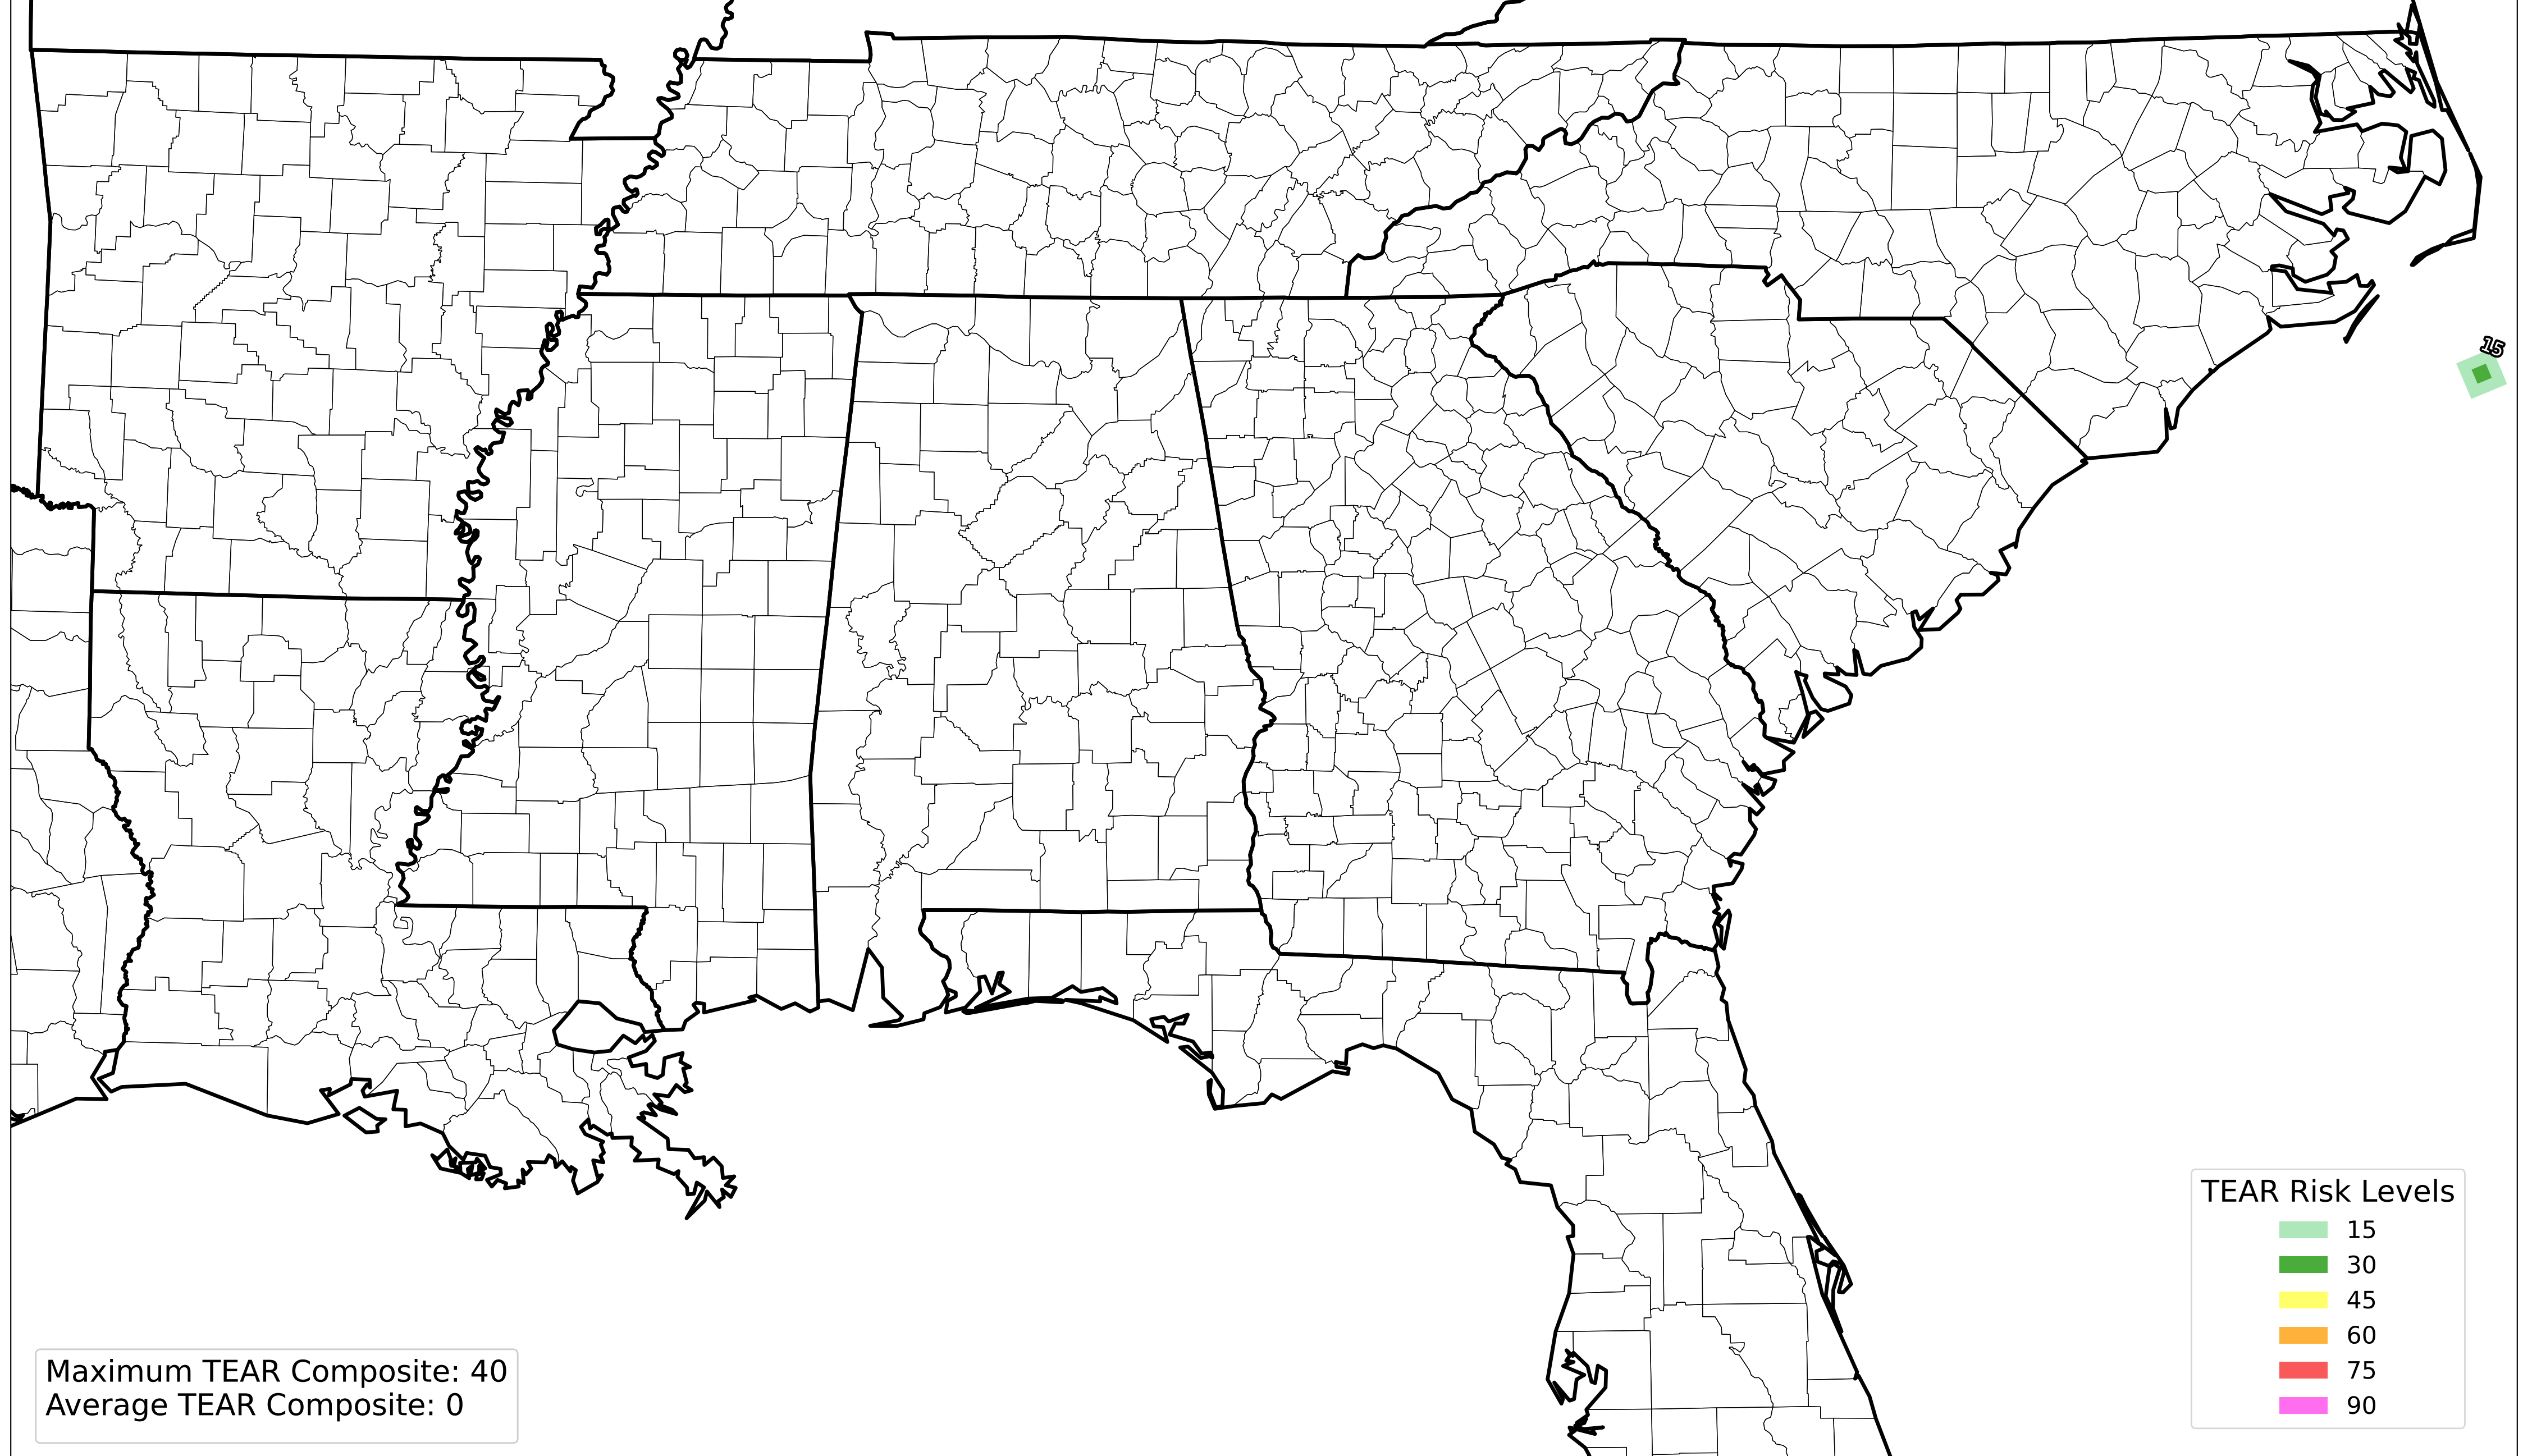 15
TEAR Risk Levels
15
30
45
60
75
90
Maximum TEAR Composite: 40
Average TEAR Composite: 0